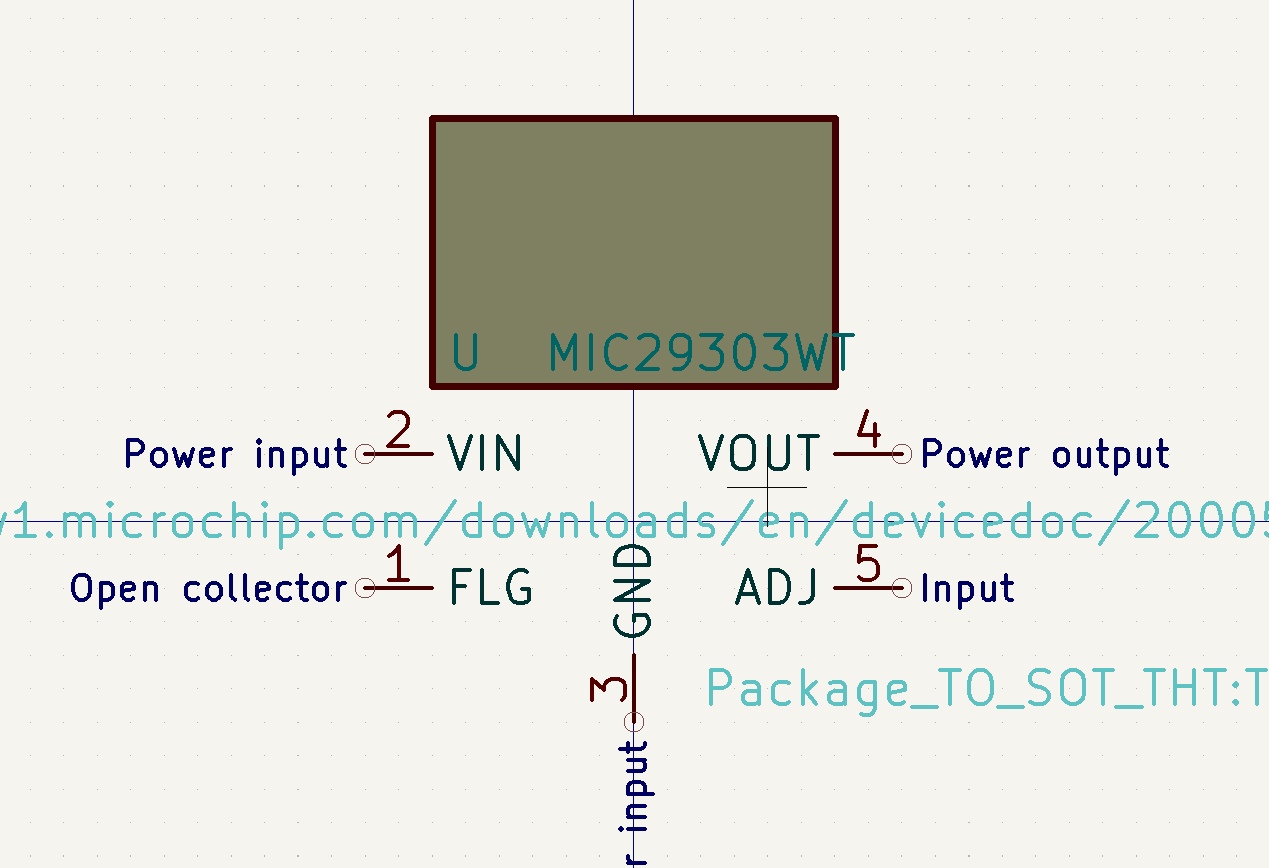 U MIC29303WT
2 4
Power input VIN VOUT Power output
v1.microchip.com/downloads/en/devicedoc/20005
1 5
Open collector FLG GND ADJ Input
3 Package_TO_SOT_THT:T
r input